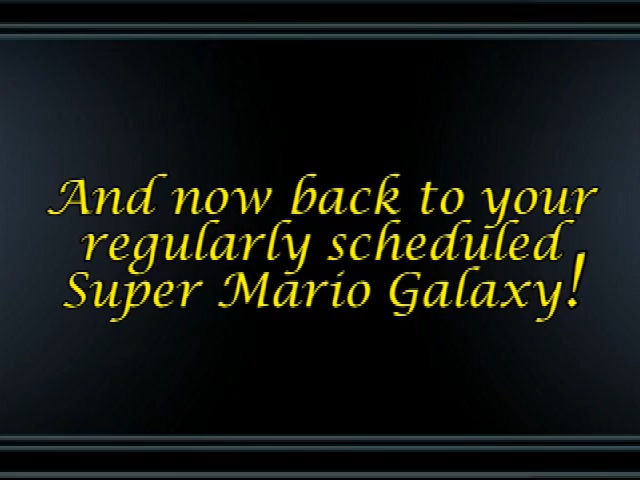 And now back to your
regularly scheduled
Super Mario Galaxy!